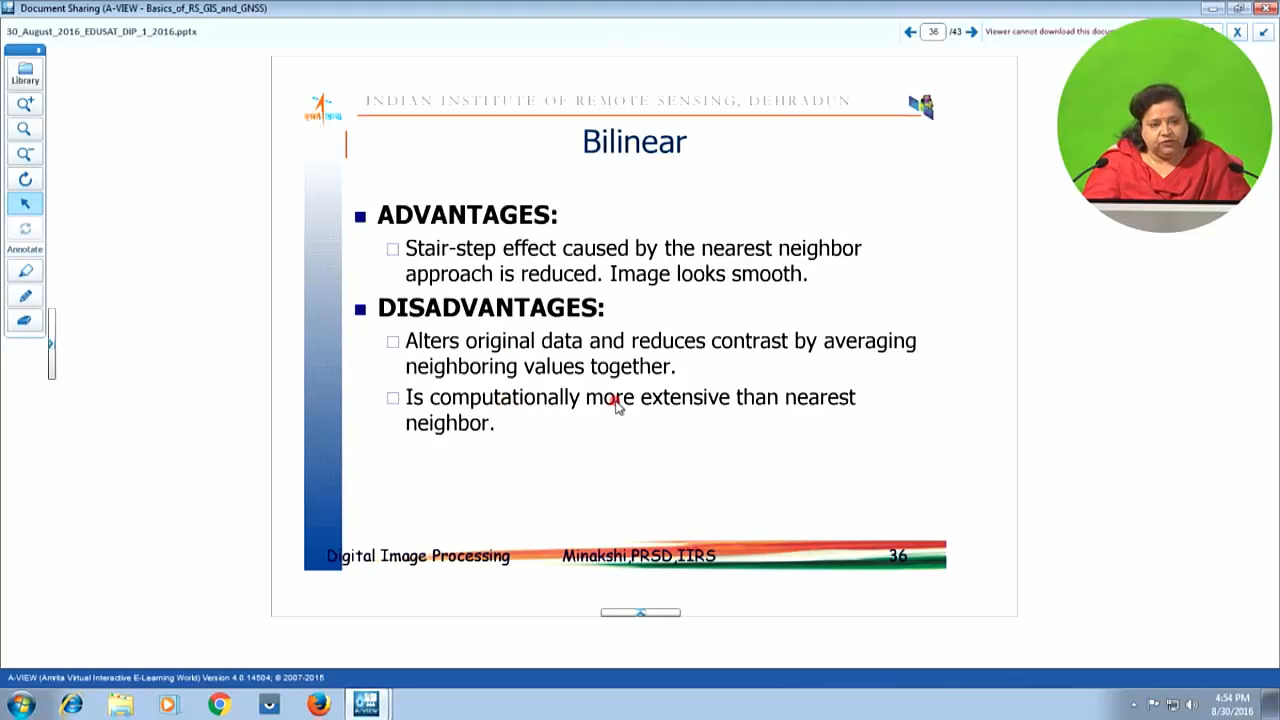 Document Sharing (A-VIEW - Basics_of_RS_GIS_and_GNSS)
30_August_2016_EDUSAT_DIP_1_2016.pptx
36 /43 Viewer cannot download this
Library
Annotate
INDIAN INSTITUTE OF REMOTE SENSING, DEHRADUN
Bilinear
ADVANTAGES:
Stair-step effect caused by the nearest neighbor
approach is reduced. Image looks smooth.
DISADVANTAGES:
Alters original data and reduces contrast by averaging
neighboring values together.
Is computationally more extensive than nearest
neighbor.
Digital Image Processing Minakshi,PRSD,IIRS 36
A-VIEW (Amrita Virtual Interactive E-Learning World) Version 4.0.14504; © 2007-2015
4:54 PM
8/30/2016